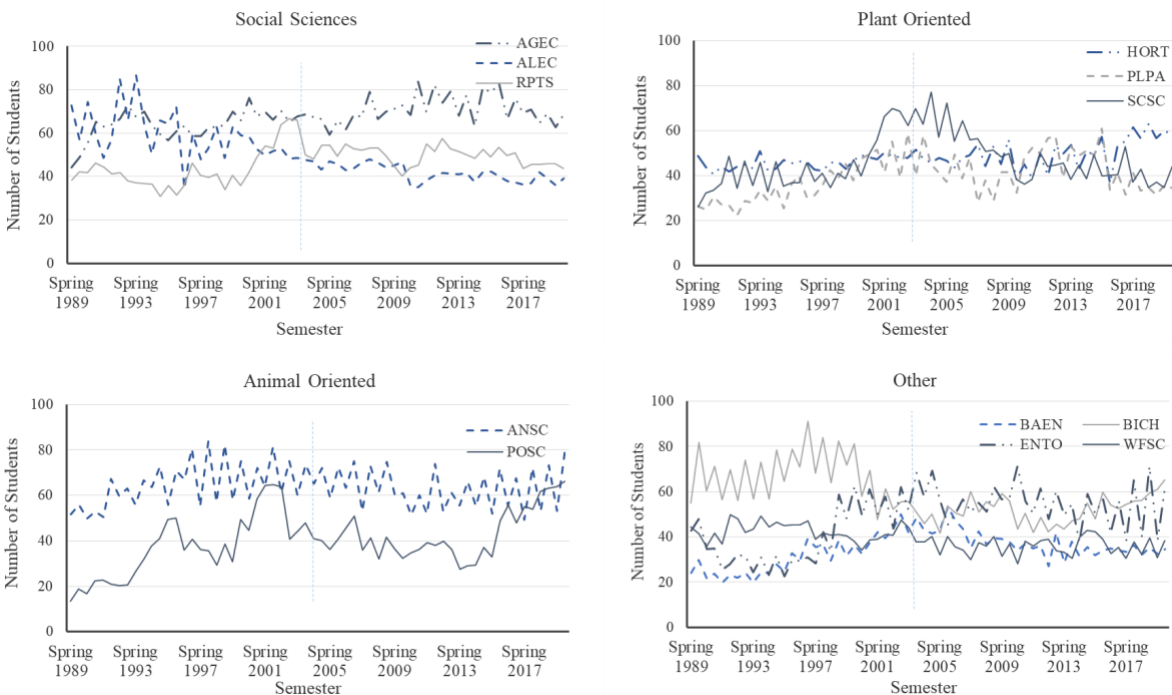 Social Sciences
Number of Students
100
80
60
40
20
0
AGEC
ALEC
RPTS
Spring Spring Spring Spring Spring Spring Spring Spring
1989 1993 1997 2001 2005 2009 2013 2017
Semester
Plant Oriented
Number of Students
100
80
60
40
20
0
HORT
PLPA
SCSC
Spring Spring Spring Spring Spring Spring Spring Spring
1989 1993 1997 2001 2005 2009 2013 2017
Semester
Animal Oriented
Number of Students
100
80
60
40
20
0
ANSC
POSC
Spring Spring Spring Spring Spring Spring Spring Spring
1989 1993 1997 2001 2005 2009 2013 2017
Semester
Other
Number of Students
100
80
60
40
20
0
BAEN BICH
ENTO WFSC
Spring Spring Spring Spring Spring Spring Spring Spring
1989 1993 1997 2001 2005 2009 2013 2017
Semester